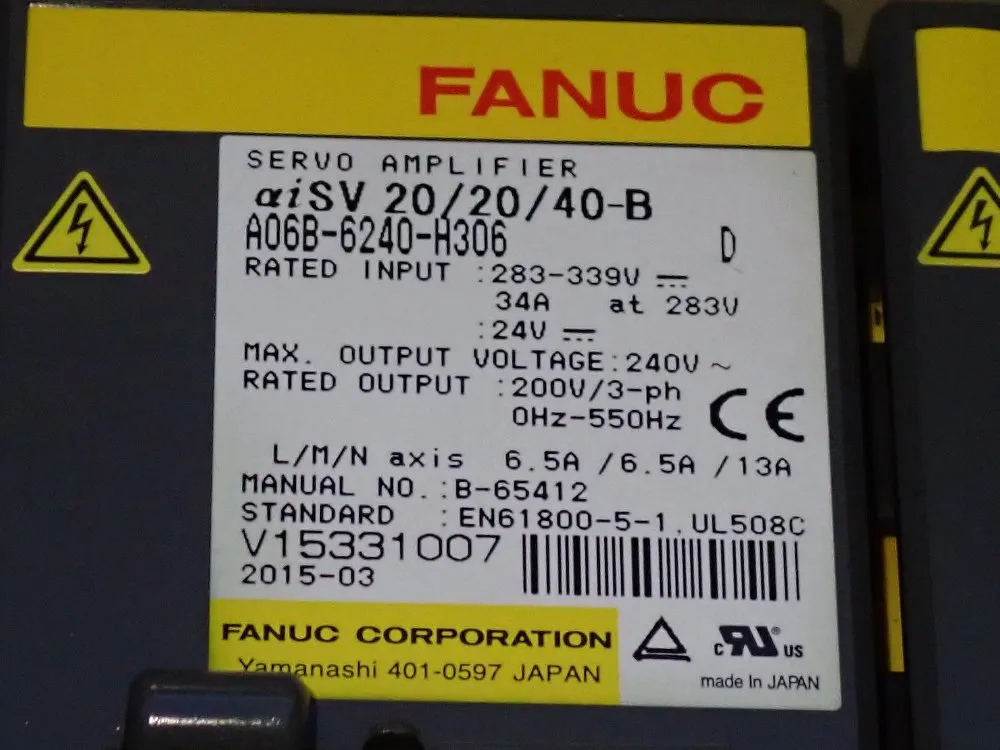 FANUC
SERVO AMPLIFIER
αiSV 20/20/40-B
A06B-6240-H306 D
RATED INPUT :283-339V ⎓
34A at 283V
:24V ⎓
MAX. OUTPUT VOLTAGE:240V ~
RATED OUTPUT :200V/3-ph
0Hz-550Hz
CE
L/M/N axis 6.5A /6.5A /13A
MANUAL NO.:B-65412
STANDARD :EN61800-5-1,UL508C
V15331007
2015-03
FANUC CORPORATION
Yamanashi 401-0597 JAPAN
c RU® US
made In JAPAN